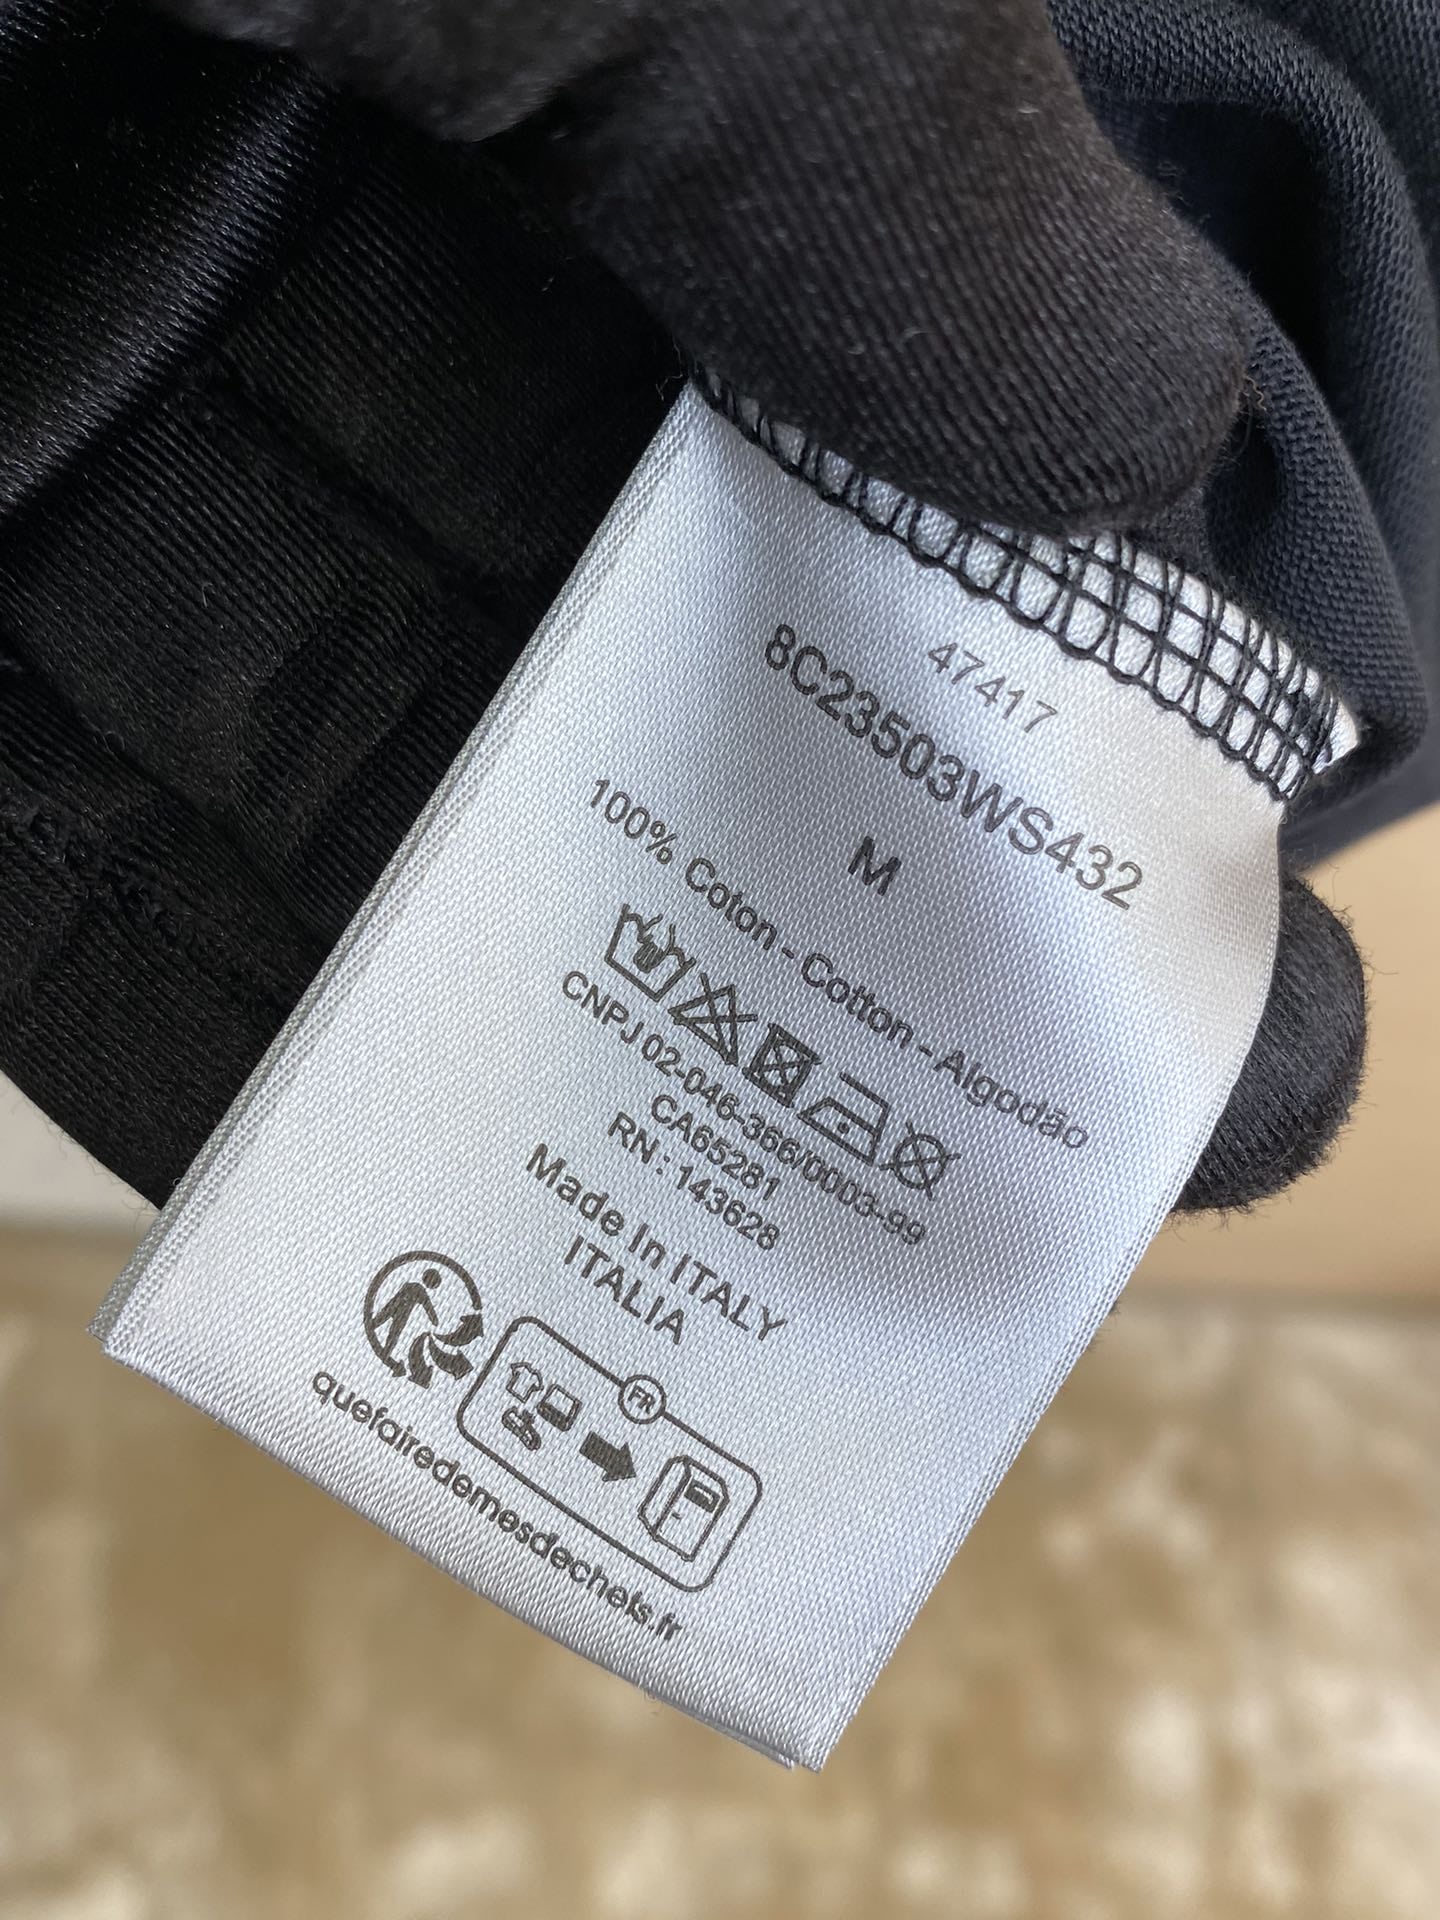 47417
8C23503WS432
M
100% Coton - Cotton - Algodão
CNPJ 02-046-366/0003-99
CA65281
RN : 143628
Made In ITALY
ITALIA
FR
quefairedemesdechets.fr